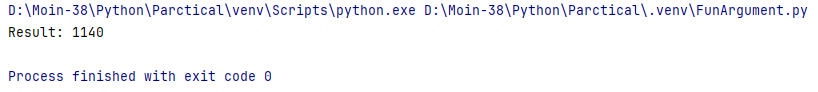 D:\Moin-38\Python\Parctical\venv\Scripts\python.exe D:\Moin-38\Python\Parctical\.venv\FunArgument.py
Result: 1140
Process finished with exit code 0